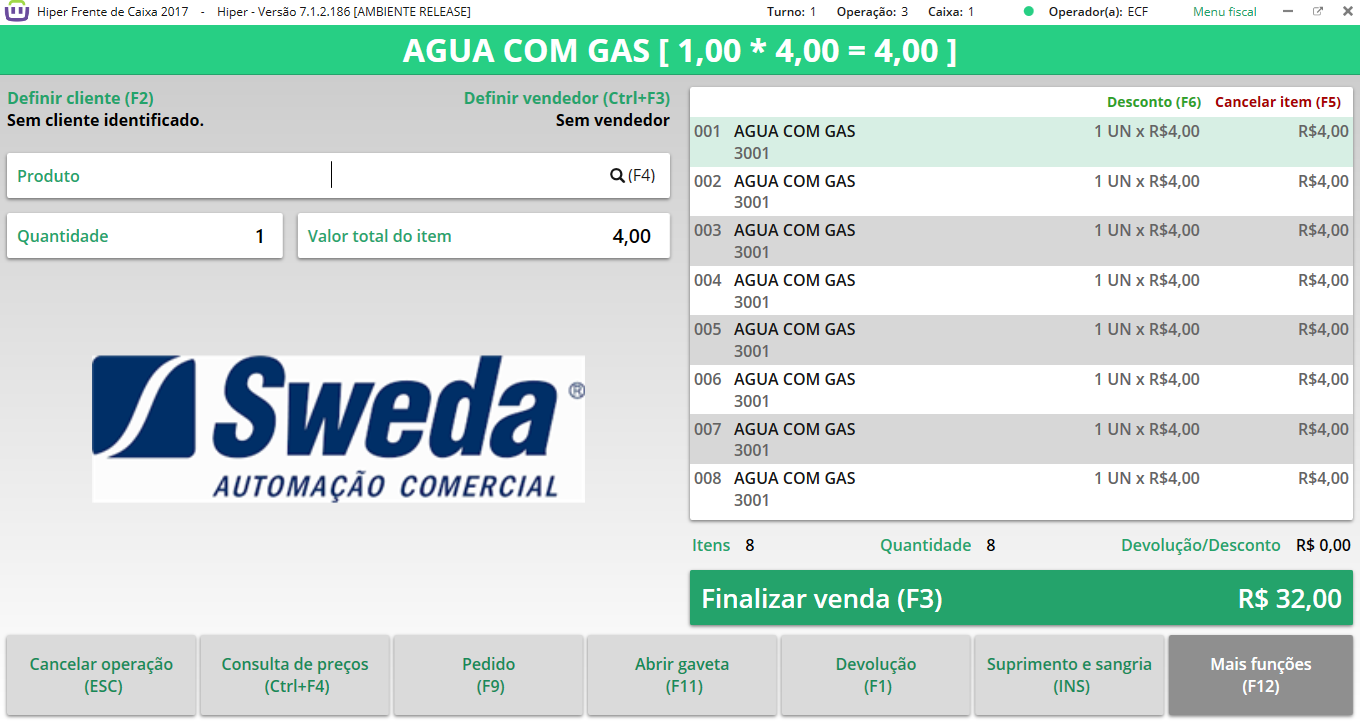 Hiper Frente de Caixa 2017 - Hiper - Versão 7.1.2.186 [AMBIENTE RELEASE] Turno: 1 Operação: 3 Caixa: 1 Operador(a): ECF Menu fiscal
AGUA COM GAS [ 1,00 * 4,00 = 4,00 ]
Definir cliente (F2) Definir vendedor (Ctrl+F3)
Sem cliente identificado. Sem vendedor
Produto (F4)
Quantidade 1 Valor total do item 4,00
Sweda®
AUTOMAÇÃO COMERCIAL
Desconto (F6) Cancelar item (F5)
001 AGUA COM GAS 1 UN x R$4,00 R$4,00
3001
002 AGUA COM GAS 1 UN x R$4,00 R$4,00
3001
003 AGUA COM GAS 1 UN x R$4,00 R$4,00
3001
004 AGUA COM GAS 1 UN x R$4,00 R$4,00
3001
005 AGUA COM GAS 1 UN x R$4,00 R$4,00
3001
006 AGUA COM GAS 1 UN x R$4,00 R$4,00
3001
007 AGUA COM GAS 1 UN x R$4,00 R$4,00
3001
008 AGUA COM GAS 1 UN x R$4,00 R$4,00
3001
Itens 8 Quantidade 8 Devolução/Desconto R$ 0,00
Finalizar venda (F3) R$ 32,00
Cancelar operação (ESC)
Consulta de preços (Ctrl+F4)
Pedido (F9)
Abrir gaveta (F11)
Devolução (F1)
Suprimento e sangria (INS)
Mais funções (F12)